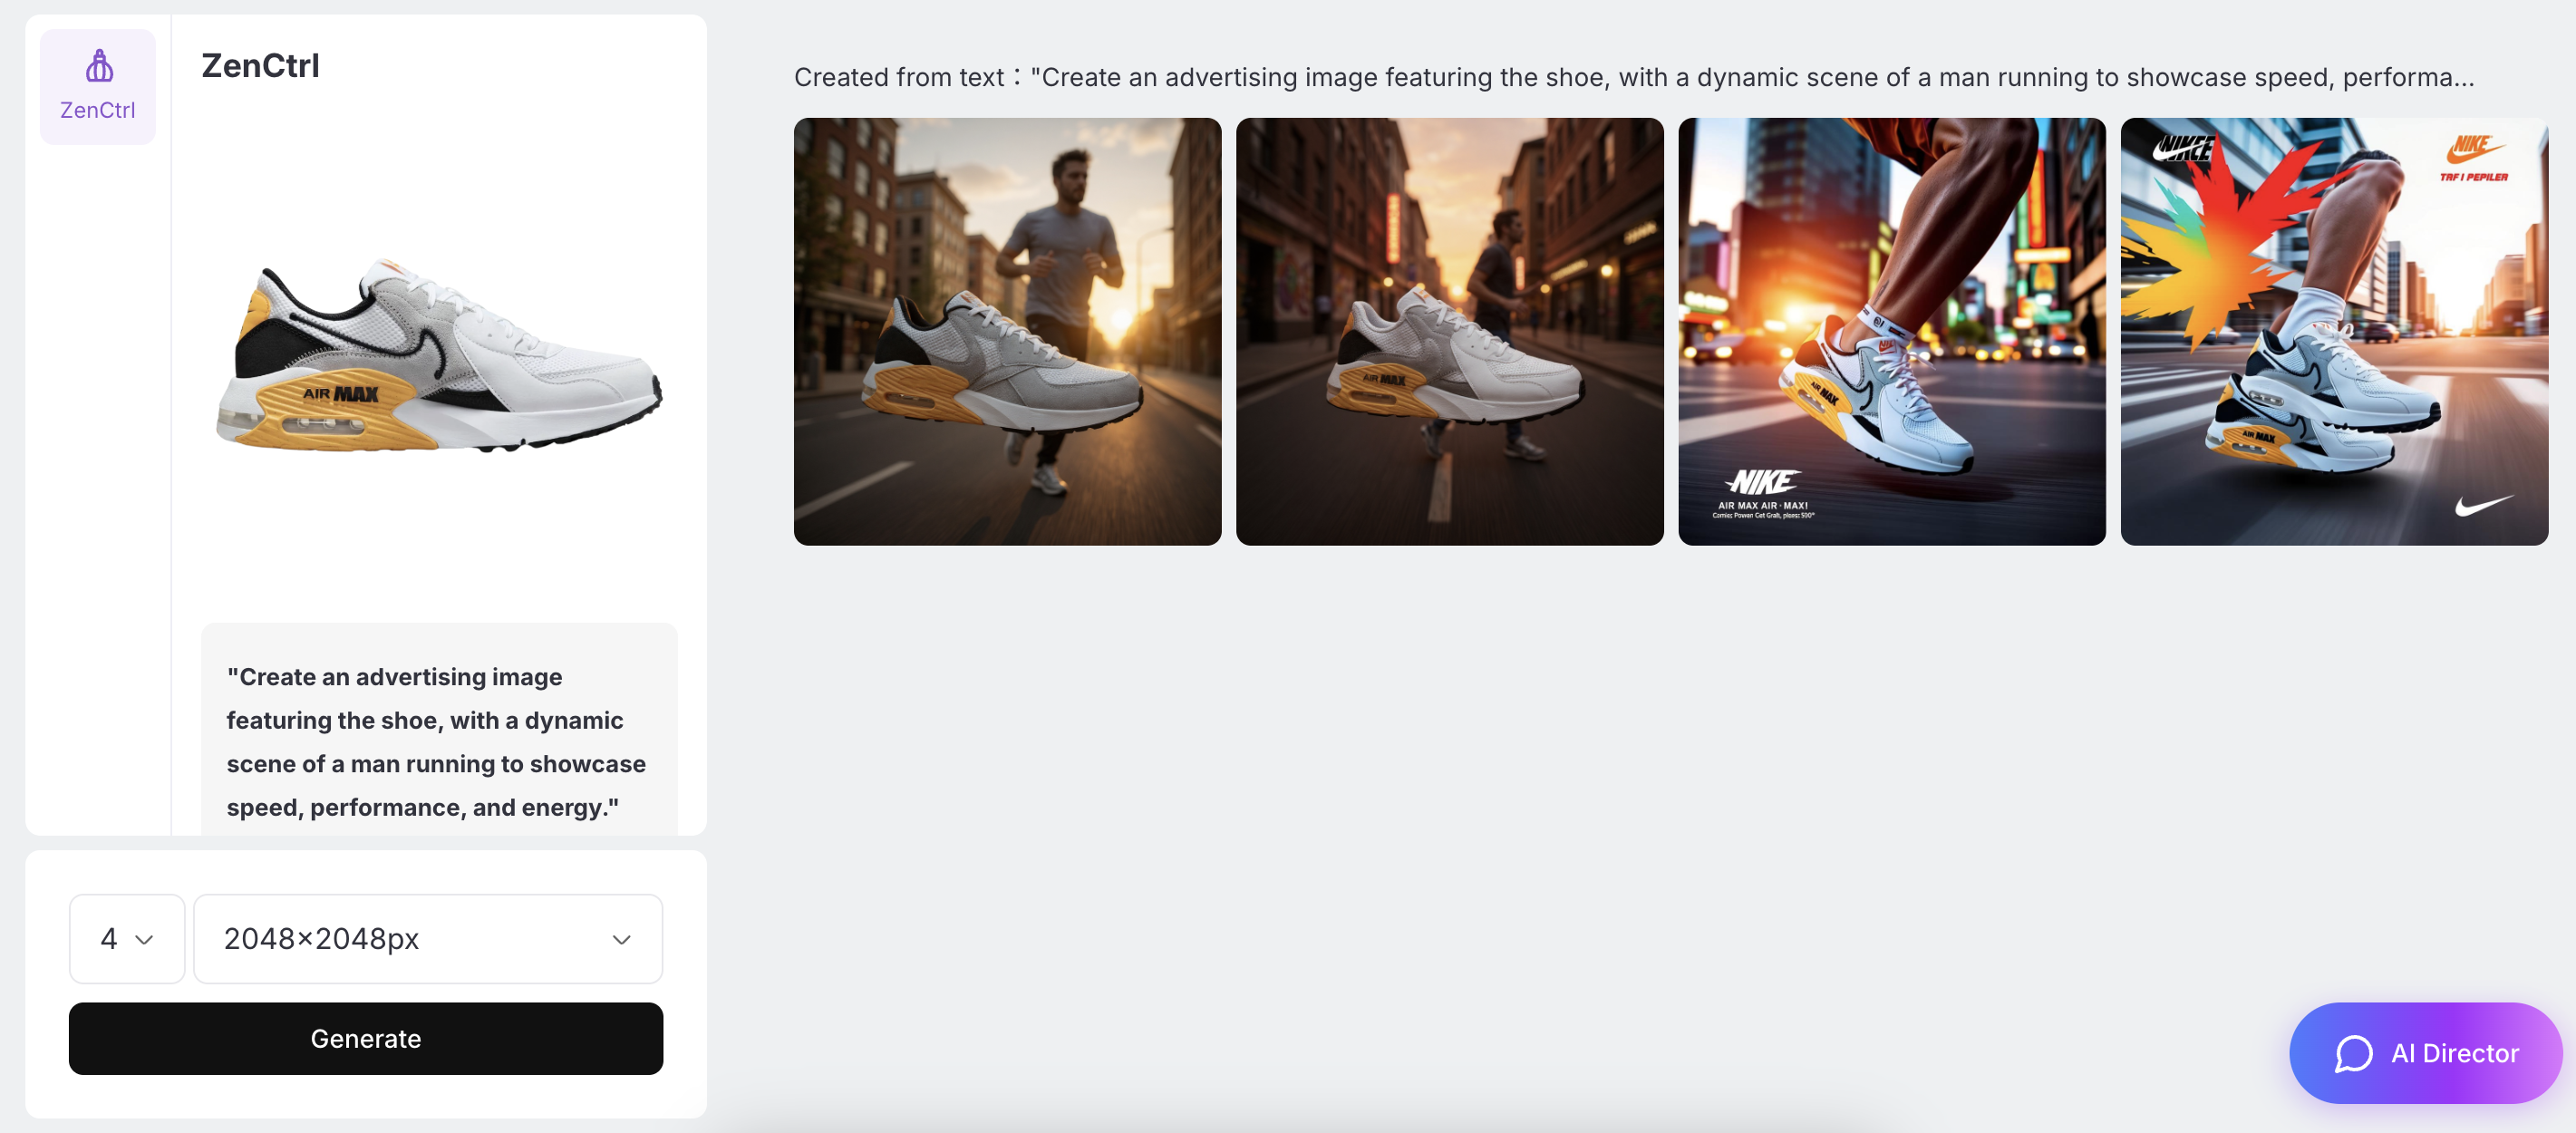 ZenCtrl
ZenCtrl
AIR MAX
"Create an advertising image
featuring the shoe, with a dynamic
scene of a man running to showcase
speed, performance, and energy."
4
2048×2048px
Generate
Created from text : "Create an advertising image featuring the shoe, with a dynamic scene of a man running to showcase speed, performa...
AIR MAX
AIR MAX
NIKE
AIR MAX AIR·MAX!
NIKE
TAF I PEPILER
AIR MAX
AI Director